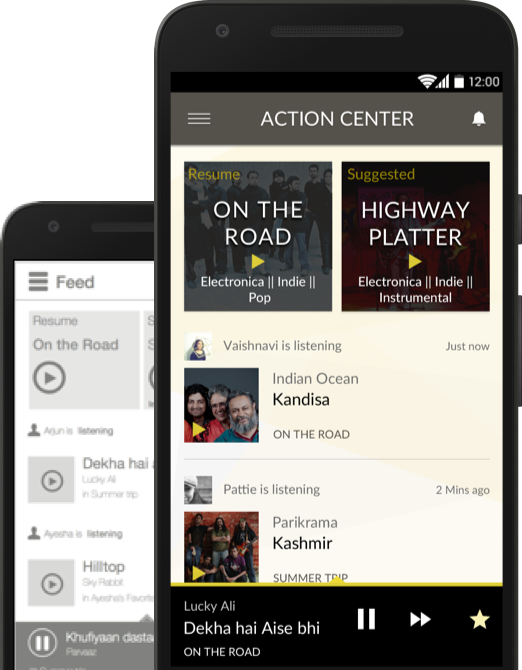 12:00
ACTION CENTER
Resume
ON THE
ROAD
Electronica || Indie ||
Pop
Suggested
HIGHWAY
PLATTER
Electronica || Indie ||
Instrumental
Vaishnavi is listening
Just now
Indian Ocean
Kandisa
ON THE ROAD
Pattie is listening
2 Mins ago
Parikrama
Kashmir
SUMMER TRIP
Lucky Ali
Dekha hai Aise bhi
ON THE ROAD
Feed
Resume
On the Road
Arjun is listening
Dekha hai
Lucky Ali
in Summer trip
Ayesha is listening
Hilltop
Sky Rabbit
in Ayesha's Favorite
Khufiyaan dasta
Parvaaz